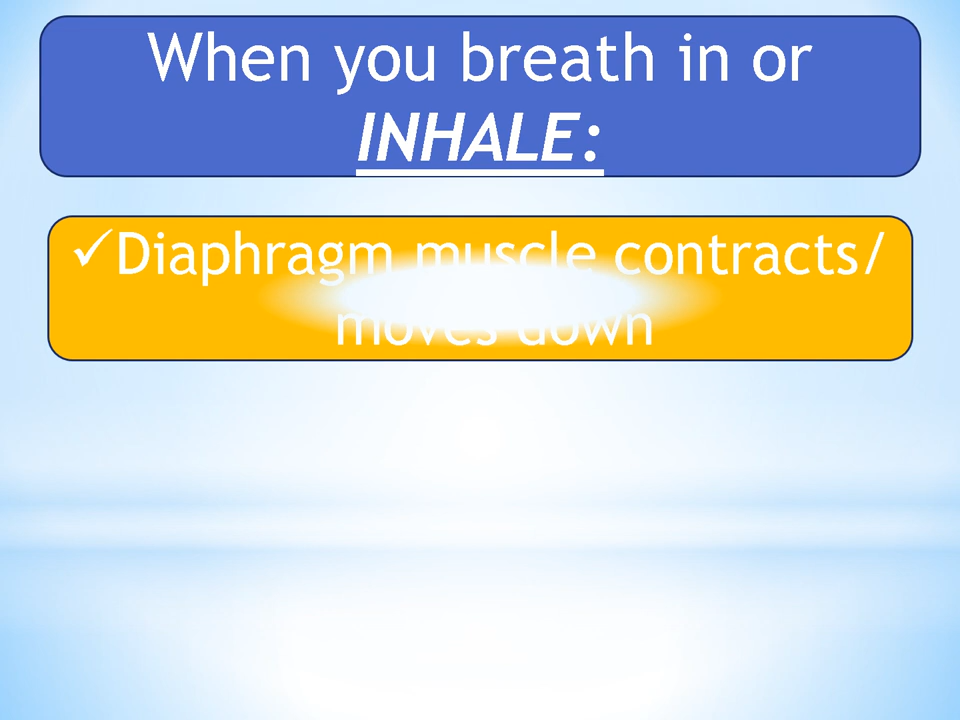 When you breath in or
INHALE:
✓Diaphragm muscle contracts/
moves down